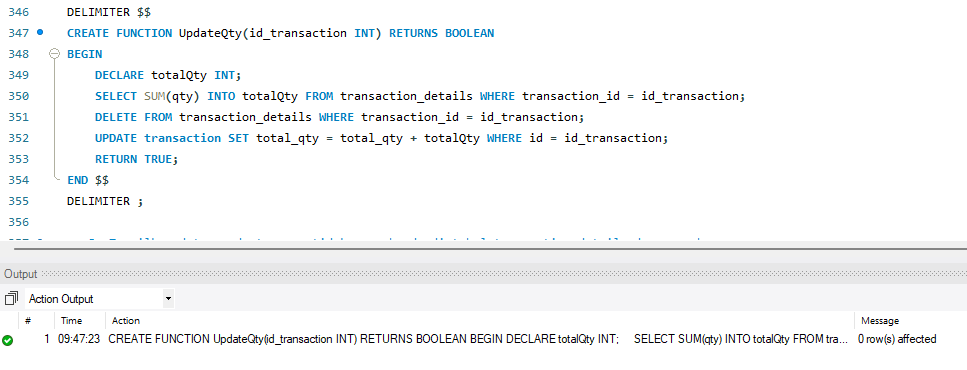 346 DELIMITER $$
347 CREATE FUNCTION UpdateQty(id_transaction INT) RETURNS BOOLEAN
348 BEGIN
349 DECLARE totalQty INT;
350 SELECT SUM(qty) INTO totalQty FROM transaction_details WHERE transaction_id = id_transaction;
351 DELETE FROM transaction_details WHERE transaction_id = id_transaction;
352 UPDATE transaction SET total_qty = total_qty + totalQty WHERE id = id_transaction;
353 RETURN TRUE;
354 END $$
355 DELIMITER ;
356
Output
Action Output
# Time Action Message
1 09:47:23 CREATE FUNCTION UpdateQty(id_transaction INT) RETURNS BOOLEAN BEGIN DECLARE totalQty INT; SELECT SUM(qty) INTO totalQty FROM tra... 0 row(s) affected